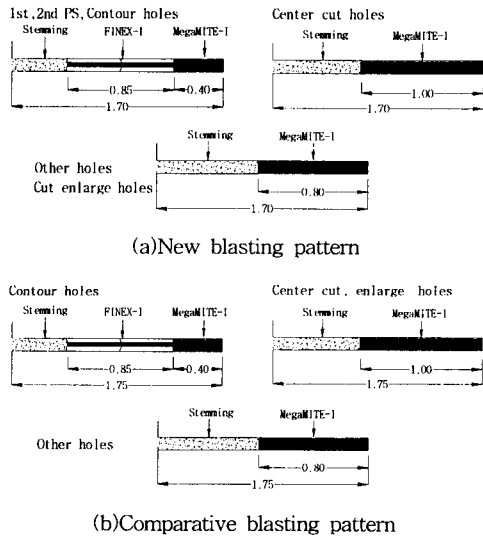 1st,2nd PS,Contour holes
Stemming FINEX-I MegaMITE-I
0.85 0.40
1.70
Center cut holes
Stemming MegaMITE-I
1.00
1.70
Stemming MegaMITE-I
Other holes
Cut enlarge holes
0.80
1.70
(a)New blasting pattern
Contour holes
Stemming FINEX-I MegaMITE-I
0.85 0.40
1.75
Center cut, enlarge holes
Stemming MegaMITE-I
1.00
1.75
Stemming MegaMITE-I
Other holes
0.80
1.75
(b)Comparative blasting pattern